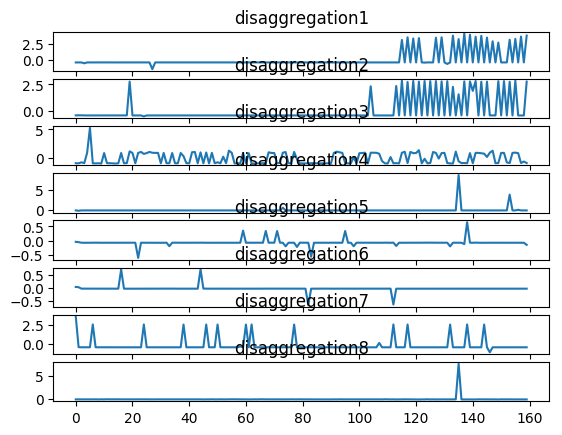 disaggregation1
2.5
0.0
disaggregation2
2.5
0.0
disaggregation3
5
0
disaggregation4
5
0
disaggregation5
0.5
0.0
−0.5
disaggregation6
0.5
0.0
−0.5
disaggregation7
2.5
0.0
disaggregation8
5
0
0 20 40 60 80 100 120 140 160